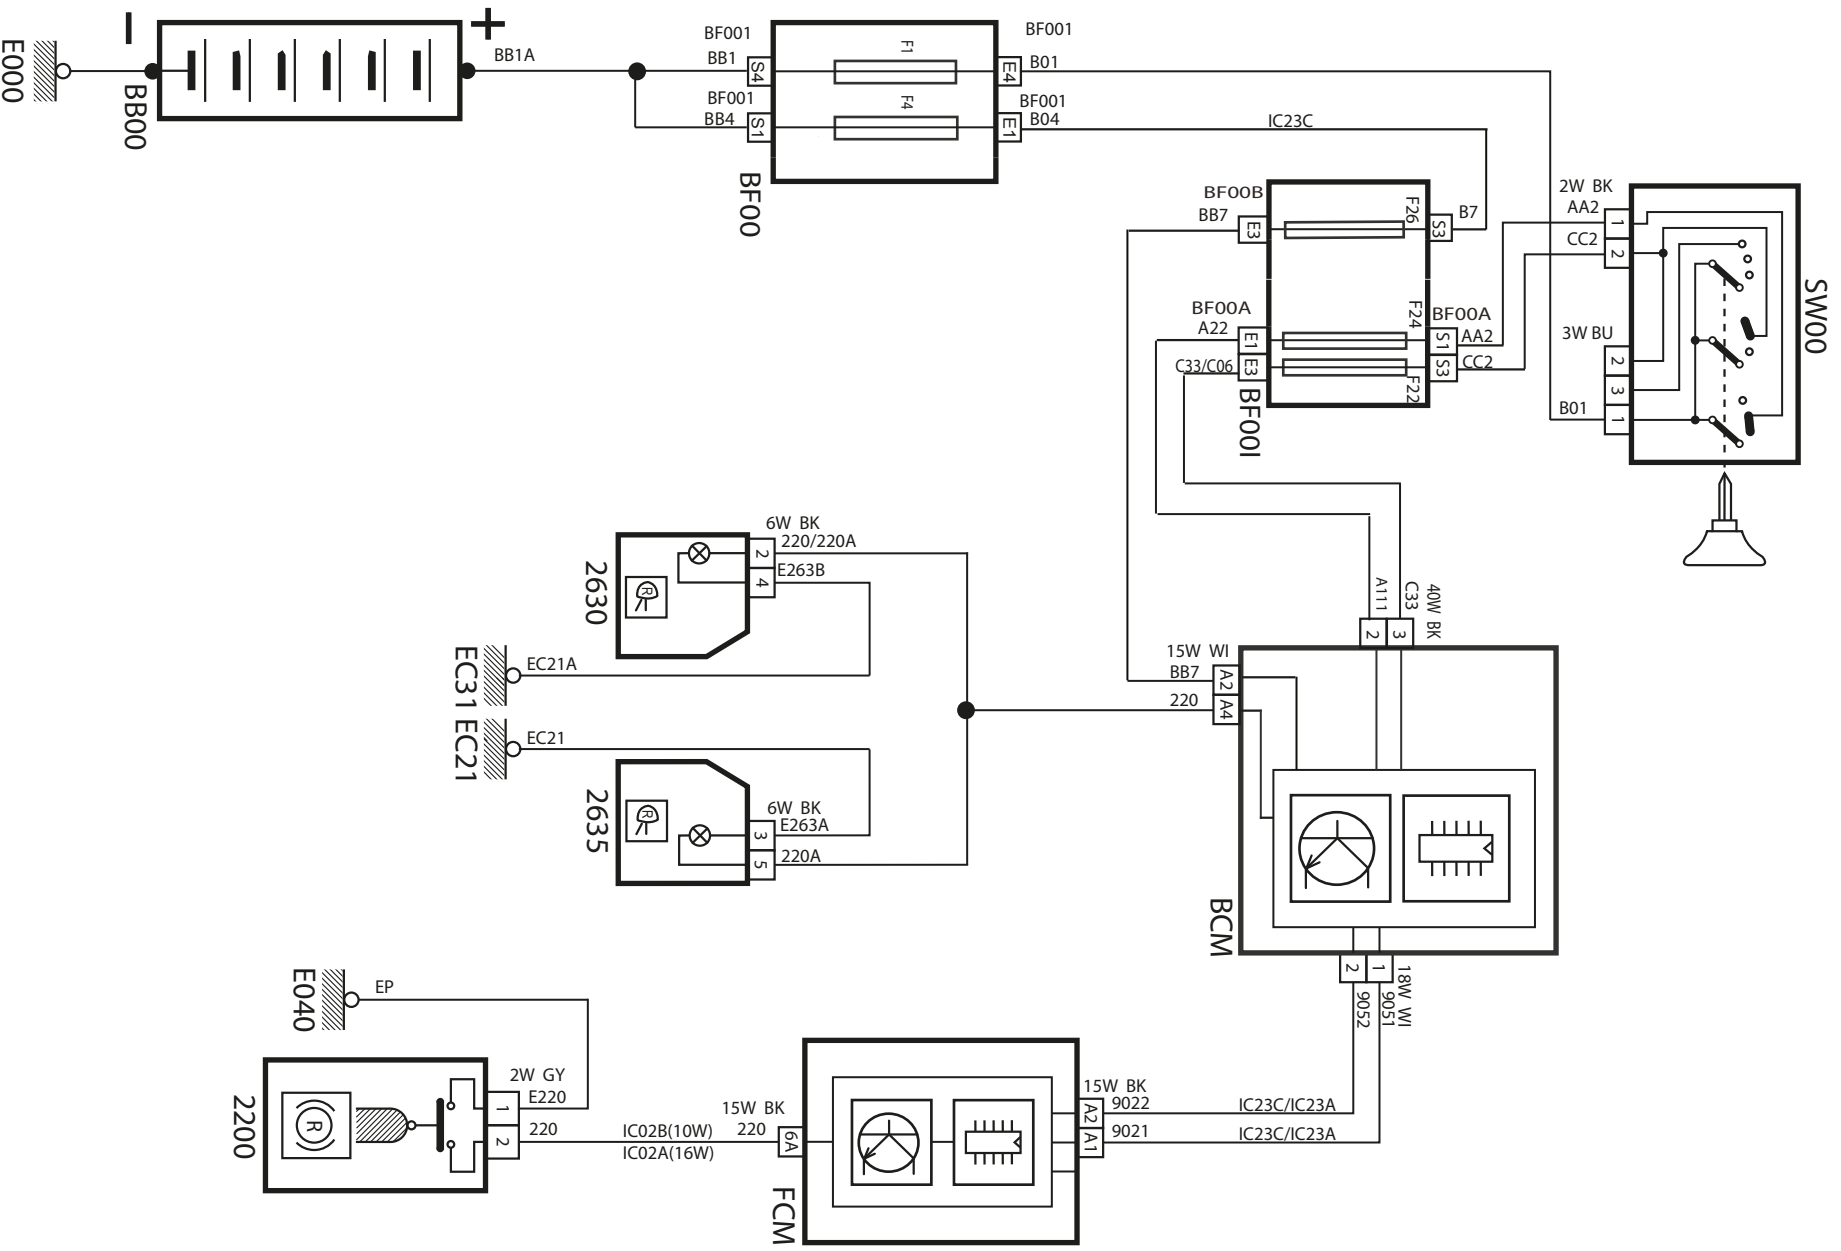 E000
−
BB00
+
BB1A
BF001
BB1
S4
F1
E4
BF001
B01
BF001
BB4
S1
F4
E1
BF001
B04
IC23C
BF00
BF00B
BB7
E3
F26
S3
B7
BF00A
A22
E1
F24
S1
BF00A
AA2
C33/C06
E3
F22
S3
CC2
BF00I
2W BK
AA2
1
CC2
2
3W BU
2
3
B01
1
SW00
6W BK
220/220A
2
E263B
4
R
2630
EC31
EC21A
EC21
EC21
6W BK
E263A
3
220A
5
R
2635
A111
C33
40W BK
2
3
15W WI
BB7
A2
220
A4
BCM
2
1
9052
9051
18W WI
E040
EP
2W GY
E220
1
220
2
R
2200
IC02B(10W)
IC02A(16W)
15W BK
220
6A
FCM
15W BK
A2
9022
IC23C/IC23A
A1
9021
IC23C/IC23A